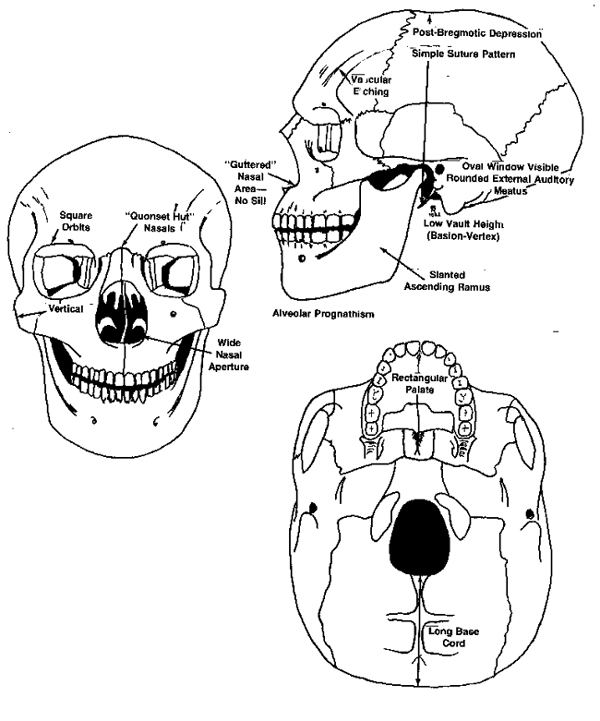 Post-Bregmotic Depression
Simple Suture Pattern
Vascular
Etching
"Guttered"
Nasal
Area—
No Sill
Oval Window Visible
Rounded External Auditory
Meatus
Low Vault Height
(Basion-Vertex)
Slanted
Ascending Ramus
Alveolar Prognathism
Square
Orbits
"Quonset Hut"
Nasals
Vertical
Wide
Nasal
Aperture
Rectangular
Palate
Long Base
Cord